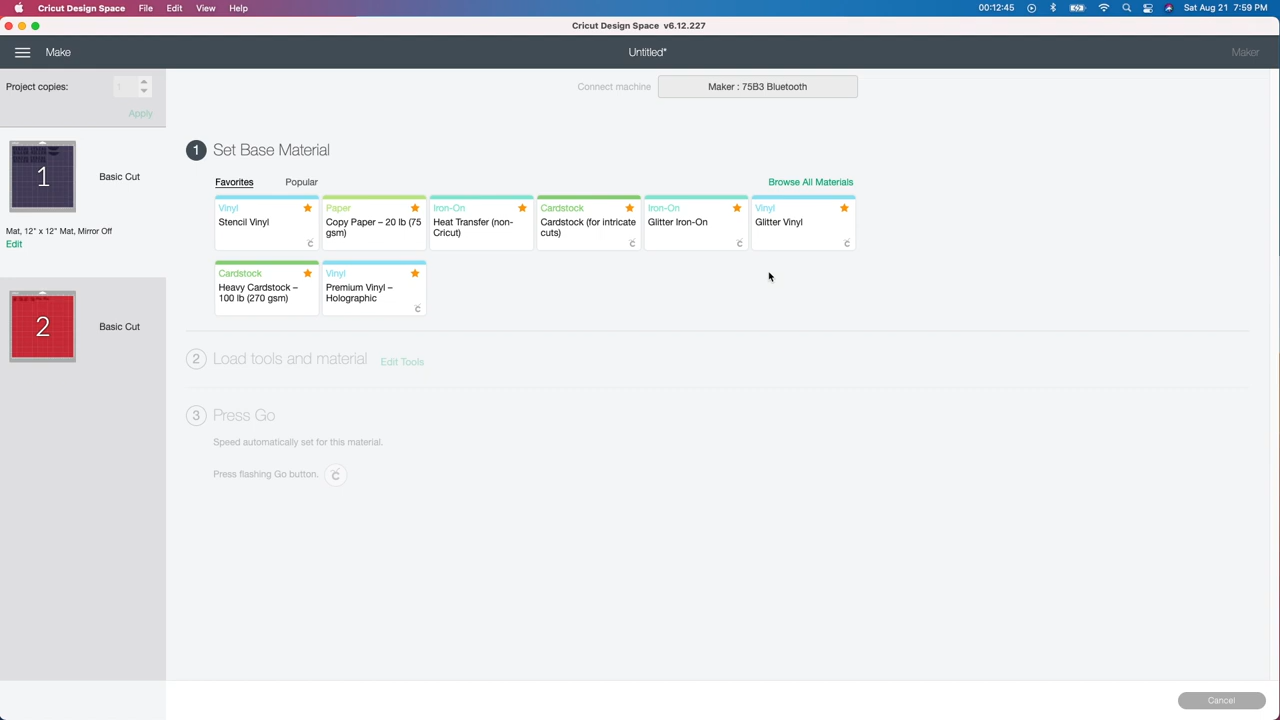 Cricut Design Space File Edit View Help 00:12:45 Sat Aug 21 7:59 PM
Cricut Design Space v6.12.227
Make Untitled* Maker
Project copies: 1
Apply
Connect machine Maker : 75B3 Bluetooth
1 Basic Cut
Mat, 12" x 12" Mat, Mirror Off
Edit
2 Basic Cut
1 Set Base Material
Favorites Popular Browse All Materials
Vinyl
Stencil Vinyl
Paper
Copy Paper – 20 lb (75
gsm)
Iron-On
Heat Transfer (non-
Cricut)
Cardstock
Cardstock (for intricate
cuts)
Iron-On
Glitter Iron-On
Vinyl
Glitter Vinyl
Cardstock
Heavy Cardstock –
100 lb (270 gsm)
Vinyl
Premium Vinyl –
Holographic
2 Load tools and material Edit Tools
3 Press Go
Speed automatically set for this material.
Press flashing Go button.
Cancel